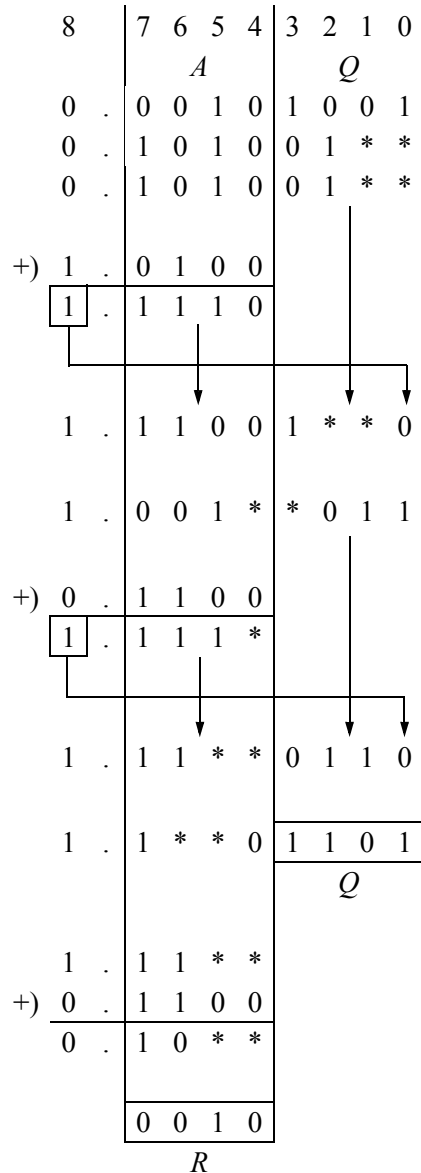 8 7 6 5 4 3 2 1 0
A Q
0 . 0 0 1 0 1 0 0 1
0 . 1 0 1 0 0 1 * *
0 . 1 0 1 0 0 1 * *
+) 1 . 0 1 0 0
1 . 1 1 1 0
1 . 1 1 0 0 1 * * 0
1 . 0 0 1 * * 0 1 1
+) 0 . 1 1 0 0
1 . 1 1 1 *
1 . 1 1 * * 0 1 1 0
1 . 1 * * 0 1 1 0 1
Q
1 . 1 1 * *
+) 0 . 1 1 0 0
0 . 1 0 * *
0 0 1 0
R